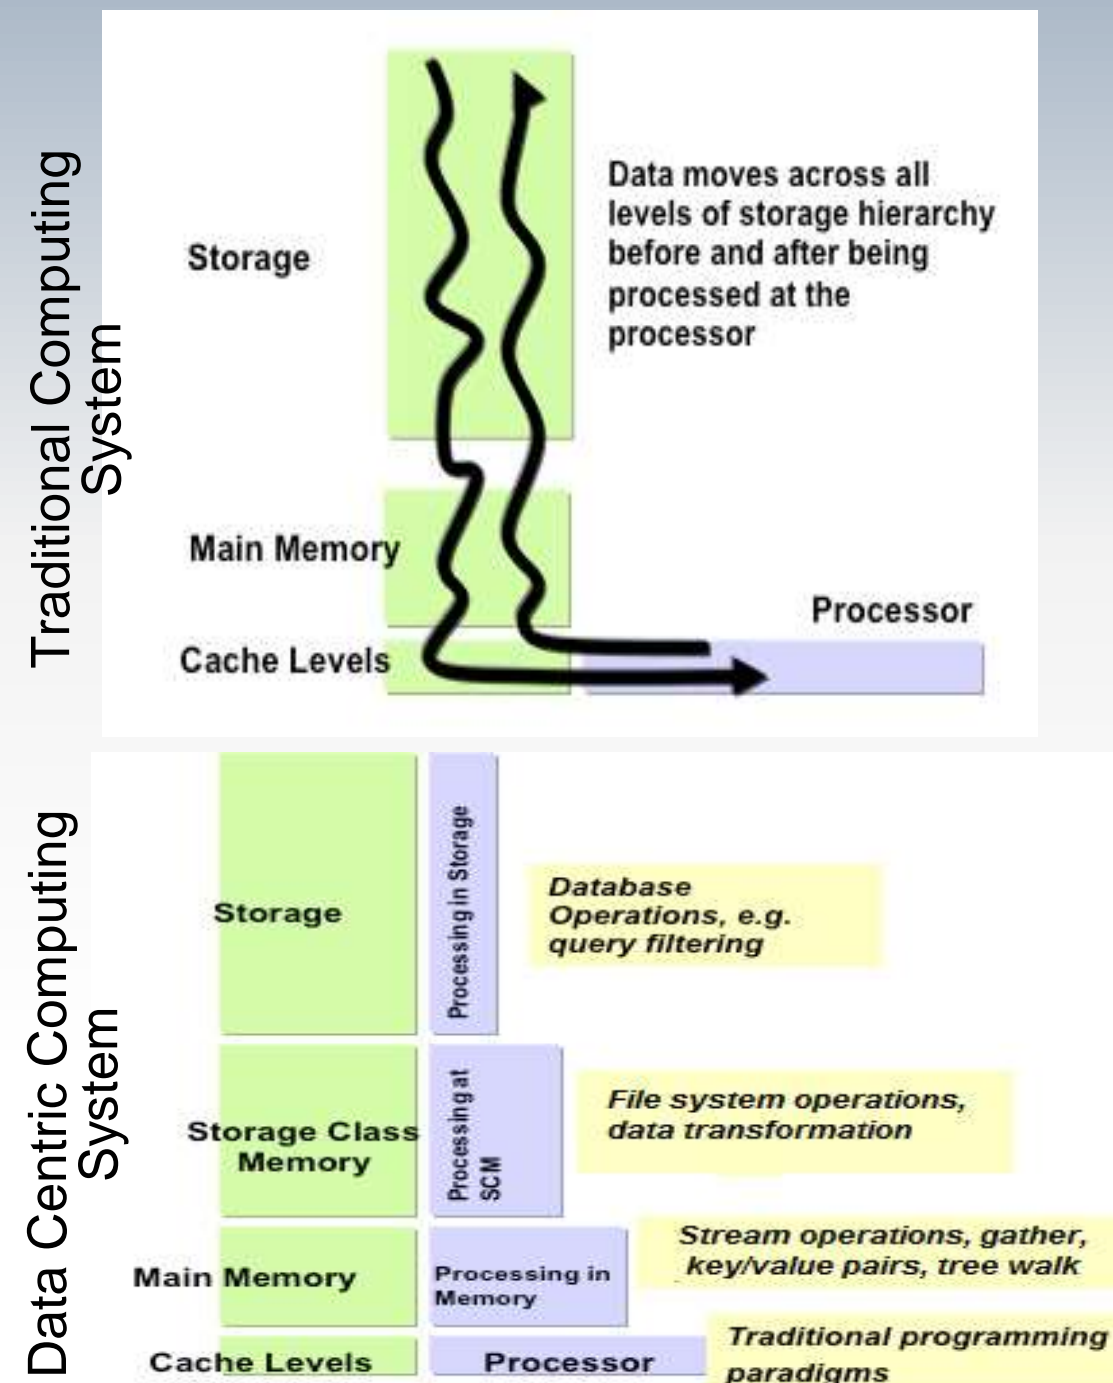 Traditional Computing
System
Storage
Data moves across all
levels of storage hierarchy
before and after being
processed at the
processor
Main Memory
Processor
Cache Levels
Data Centric Computing
System
Storage
Processing in Storage
Database
Operations, e.g.
query filtering
Storage Class
Memory
Processing at
SCM
File system operations,
data transformation
Main Memory
Processing in
Memory
Stream operations, gather,
key/value pairs, tree walk
Cache Levels
Processor
Traditional programming
paradigms